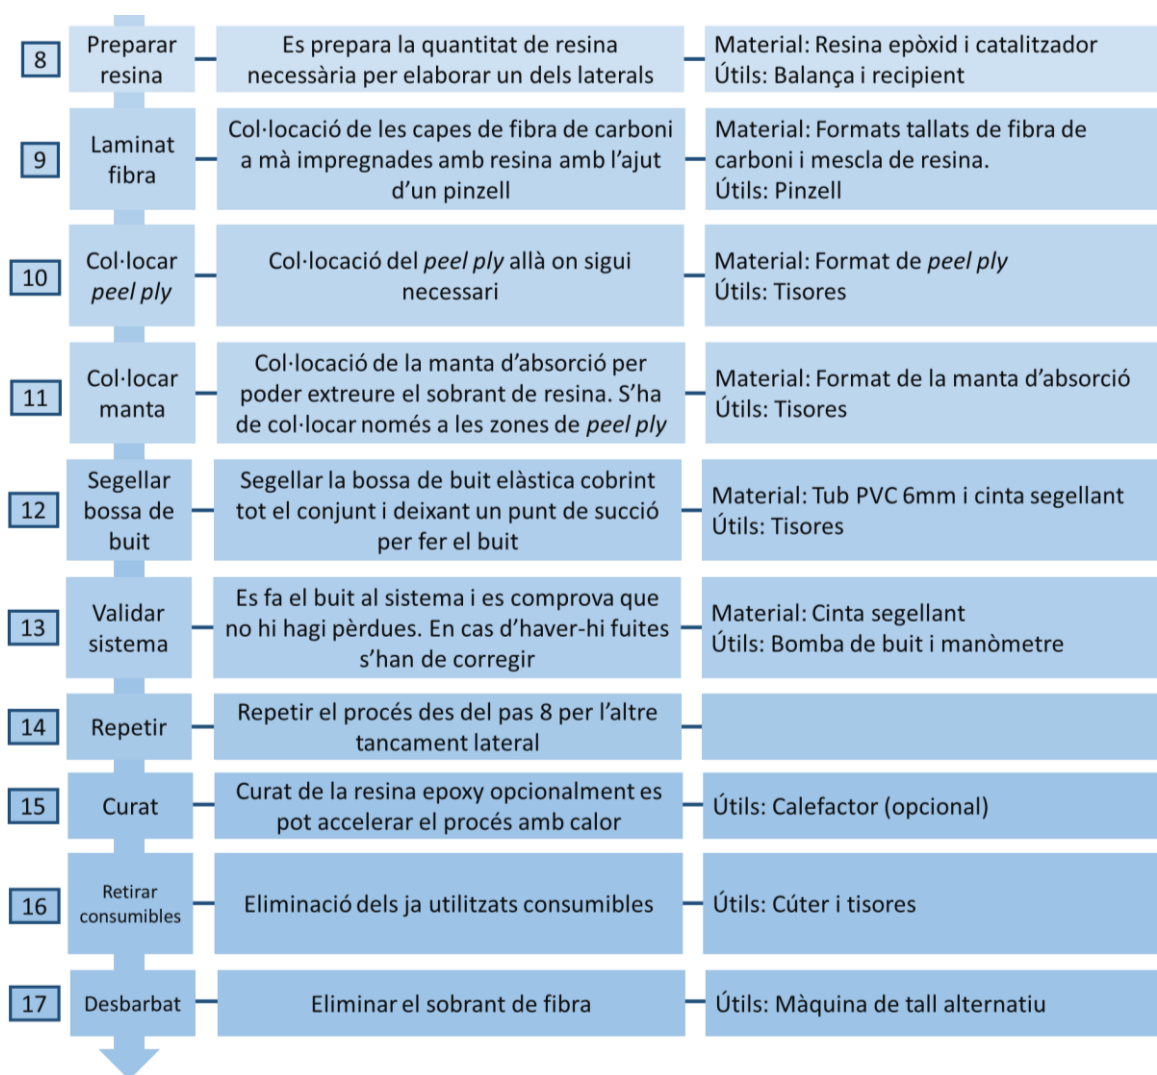 8
Preparar
resina
Es prepara la quantitat de resina
necessària per elaborar un dels laterals
Material: Resina epòxid i catalitzador
Útils: Balança i recipient
9
Laminat
fibra
Col·locació de les capes de fibra de carboni
a mà impregnades amb resina amb l'ajut
d'un pinzell
Material: Formats tallats de fibra de
carboni i mescla de resina.
Útils: Pinzell
10
Col·locar
peel ply
Col·locació del peel ply allà on sigui
necessari
Material: Format de peel ply
Útils: Tisores
11
Col·locar
manta
Col·locació de la manta d'absorció per
poder extreure el sobrant de resina. S'ha
de col·locar només a les zones de peel ply
Material: Format de la manta d'absorció
Útils: Tisores
12
Segellar
bossa de
buit
Segellar la bossa de buit elàstica cobrint
tot el conjunt i deixant un punt de succió
per fer el buit
Material: Tub PVC 6mm i cinta segellant
Útils: Tisores
13
Validar
sistema
Es fa el buit al sistema i es comprova que
no hi hagi pèrdues. En cas d'haver-hi fuites
s'han de corregir
Material: Cinta segellant
Útils: Bomba de buit i manòmetre
14
Repetir
Repetir el procés des del pas 8 per l'altre
tancament lateral
15
Curat
Curat de la resina epoxy opcionalment es
pot accelerar el procés amb calor
Útils: Calefactor (opcional)
16
Retirar
consumibles
Eliminació dels ja utilitzats consumibles
Útils: Cúter i tisores
17
Desbarbat
Eliminar el sobrant de fibra
Útils: Màquina de tall alternatiu